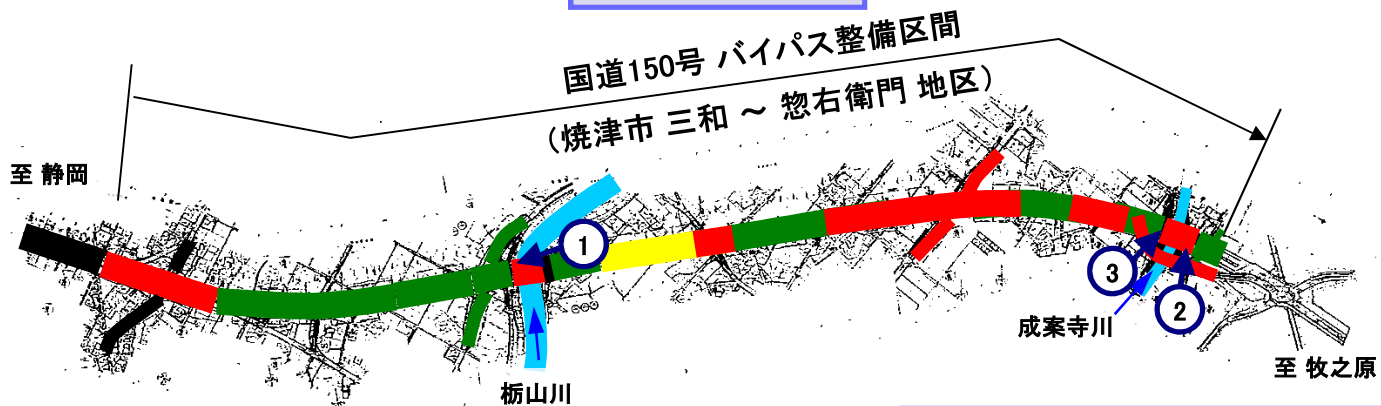 国道150号 バイパス整備区間
（焼津市 三和 ～ 惣右衛門 地区）
至 静岡
①
③
②
成案寺川
至 牧之原
栃山川